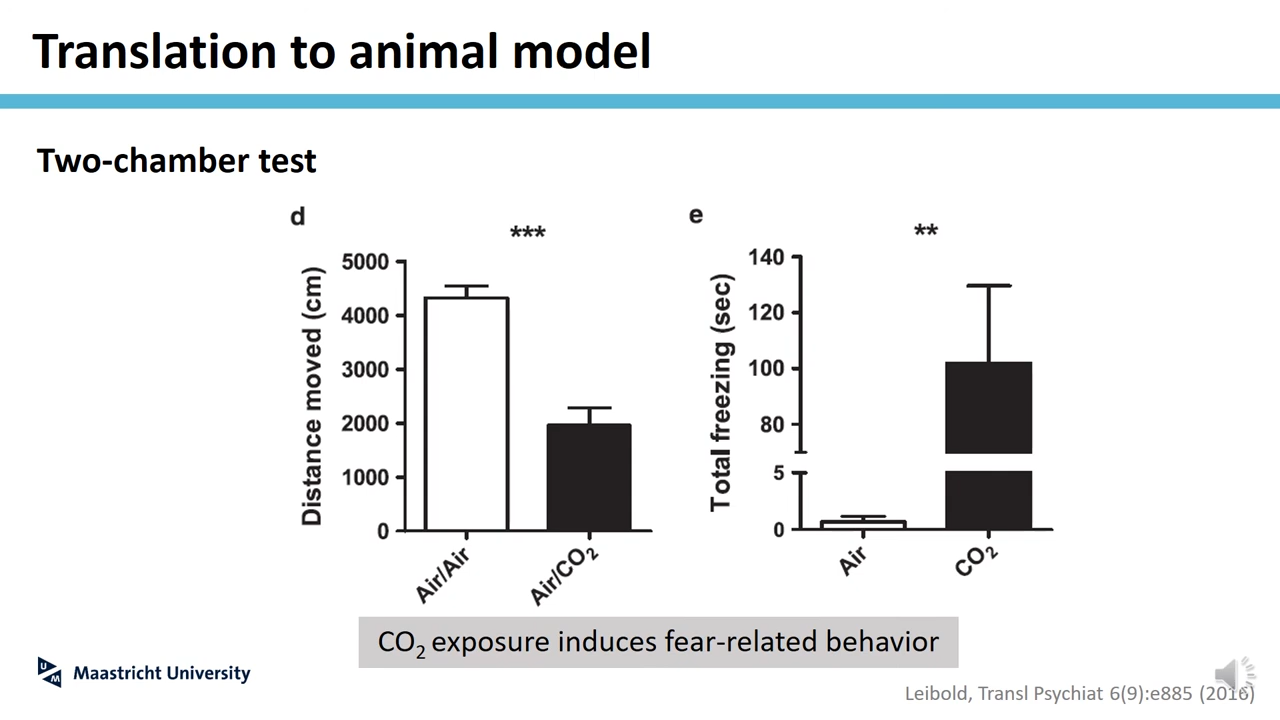 Translation to animal model
Two-chamber test
d
***
Distance moved (cm)
5000
4000
3000
2000
1000
0
Air/Air
Air/CO₂
e
**
Total freezing (sec)
140
120
100
80
5
0
Air
CO₂
CO₂ exposure induces fear-related behavior
UM
Maastricht University
Leibold, Transl Psychiat 6(9):e885 (2016)